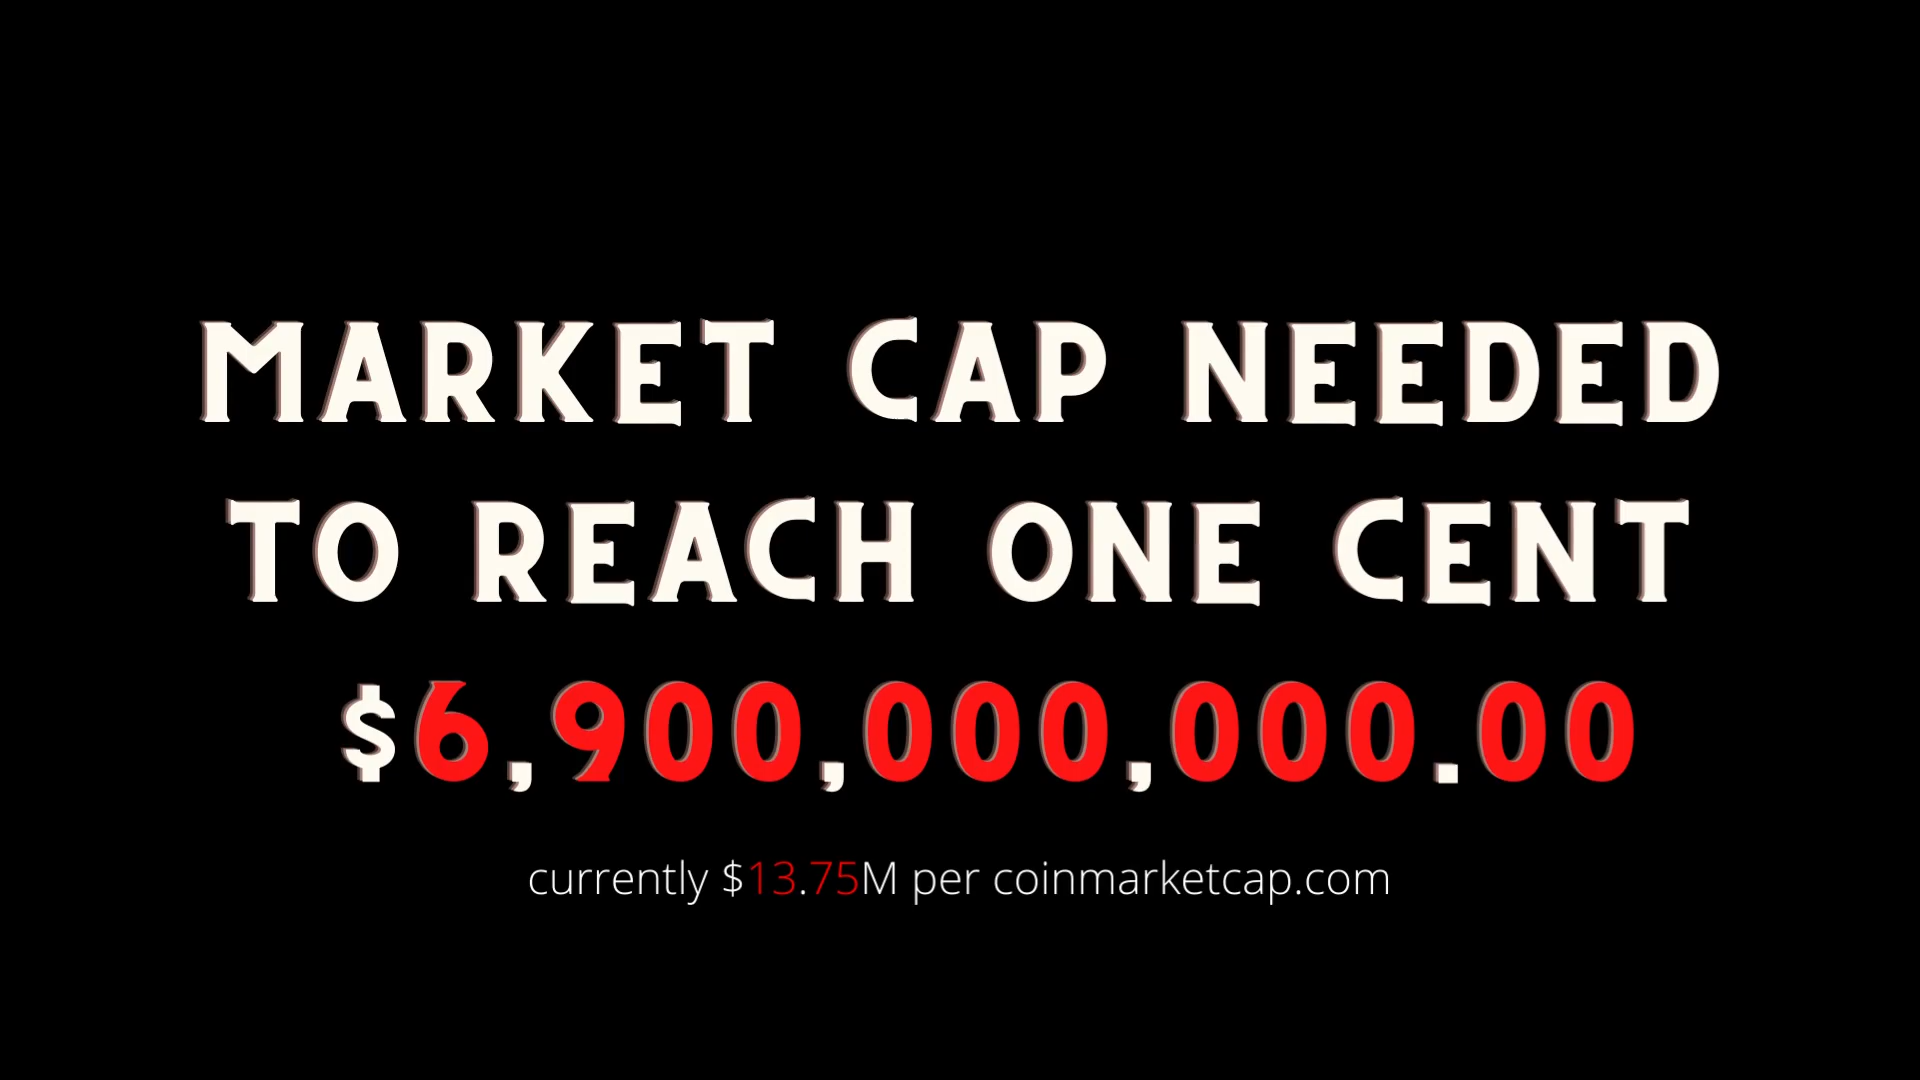 MARKET CAP NEEDED
TO REACH ONE CENT
$6,900,000,000.00
currently $13.75M per coinmarketcap.com